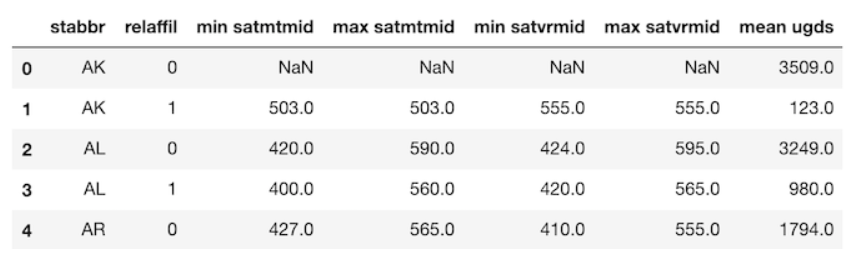 stabbr relaffil min satmtmid max satmtmid min satvrmid max satvrmid mean ugds
0 AK 0 NaN NaN NaN NaN 3509.0
1 AK 1 503.0 503.0 555.0 555.0 123.0
2 AL 0 420.0 590.0 424.0 595.0 3249.0
3 AL 1 400.0 560.0 420.0 565.0 980.0
4 AR 0 427.0 565.0 410.0 555.0 1794.0